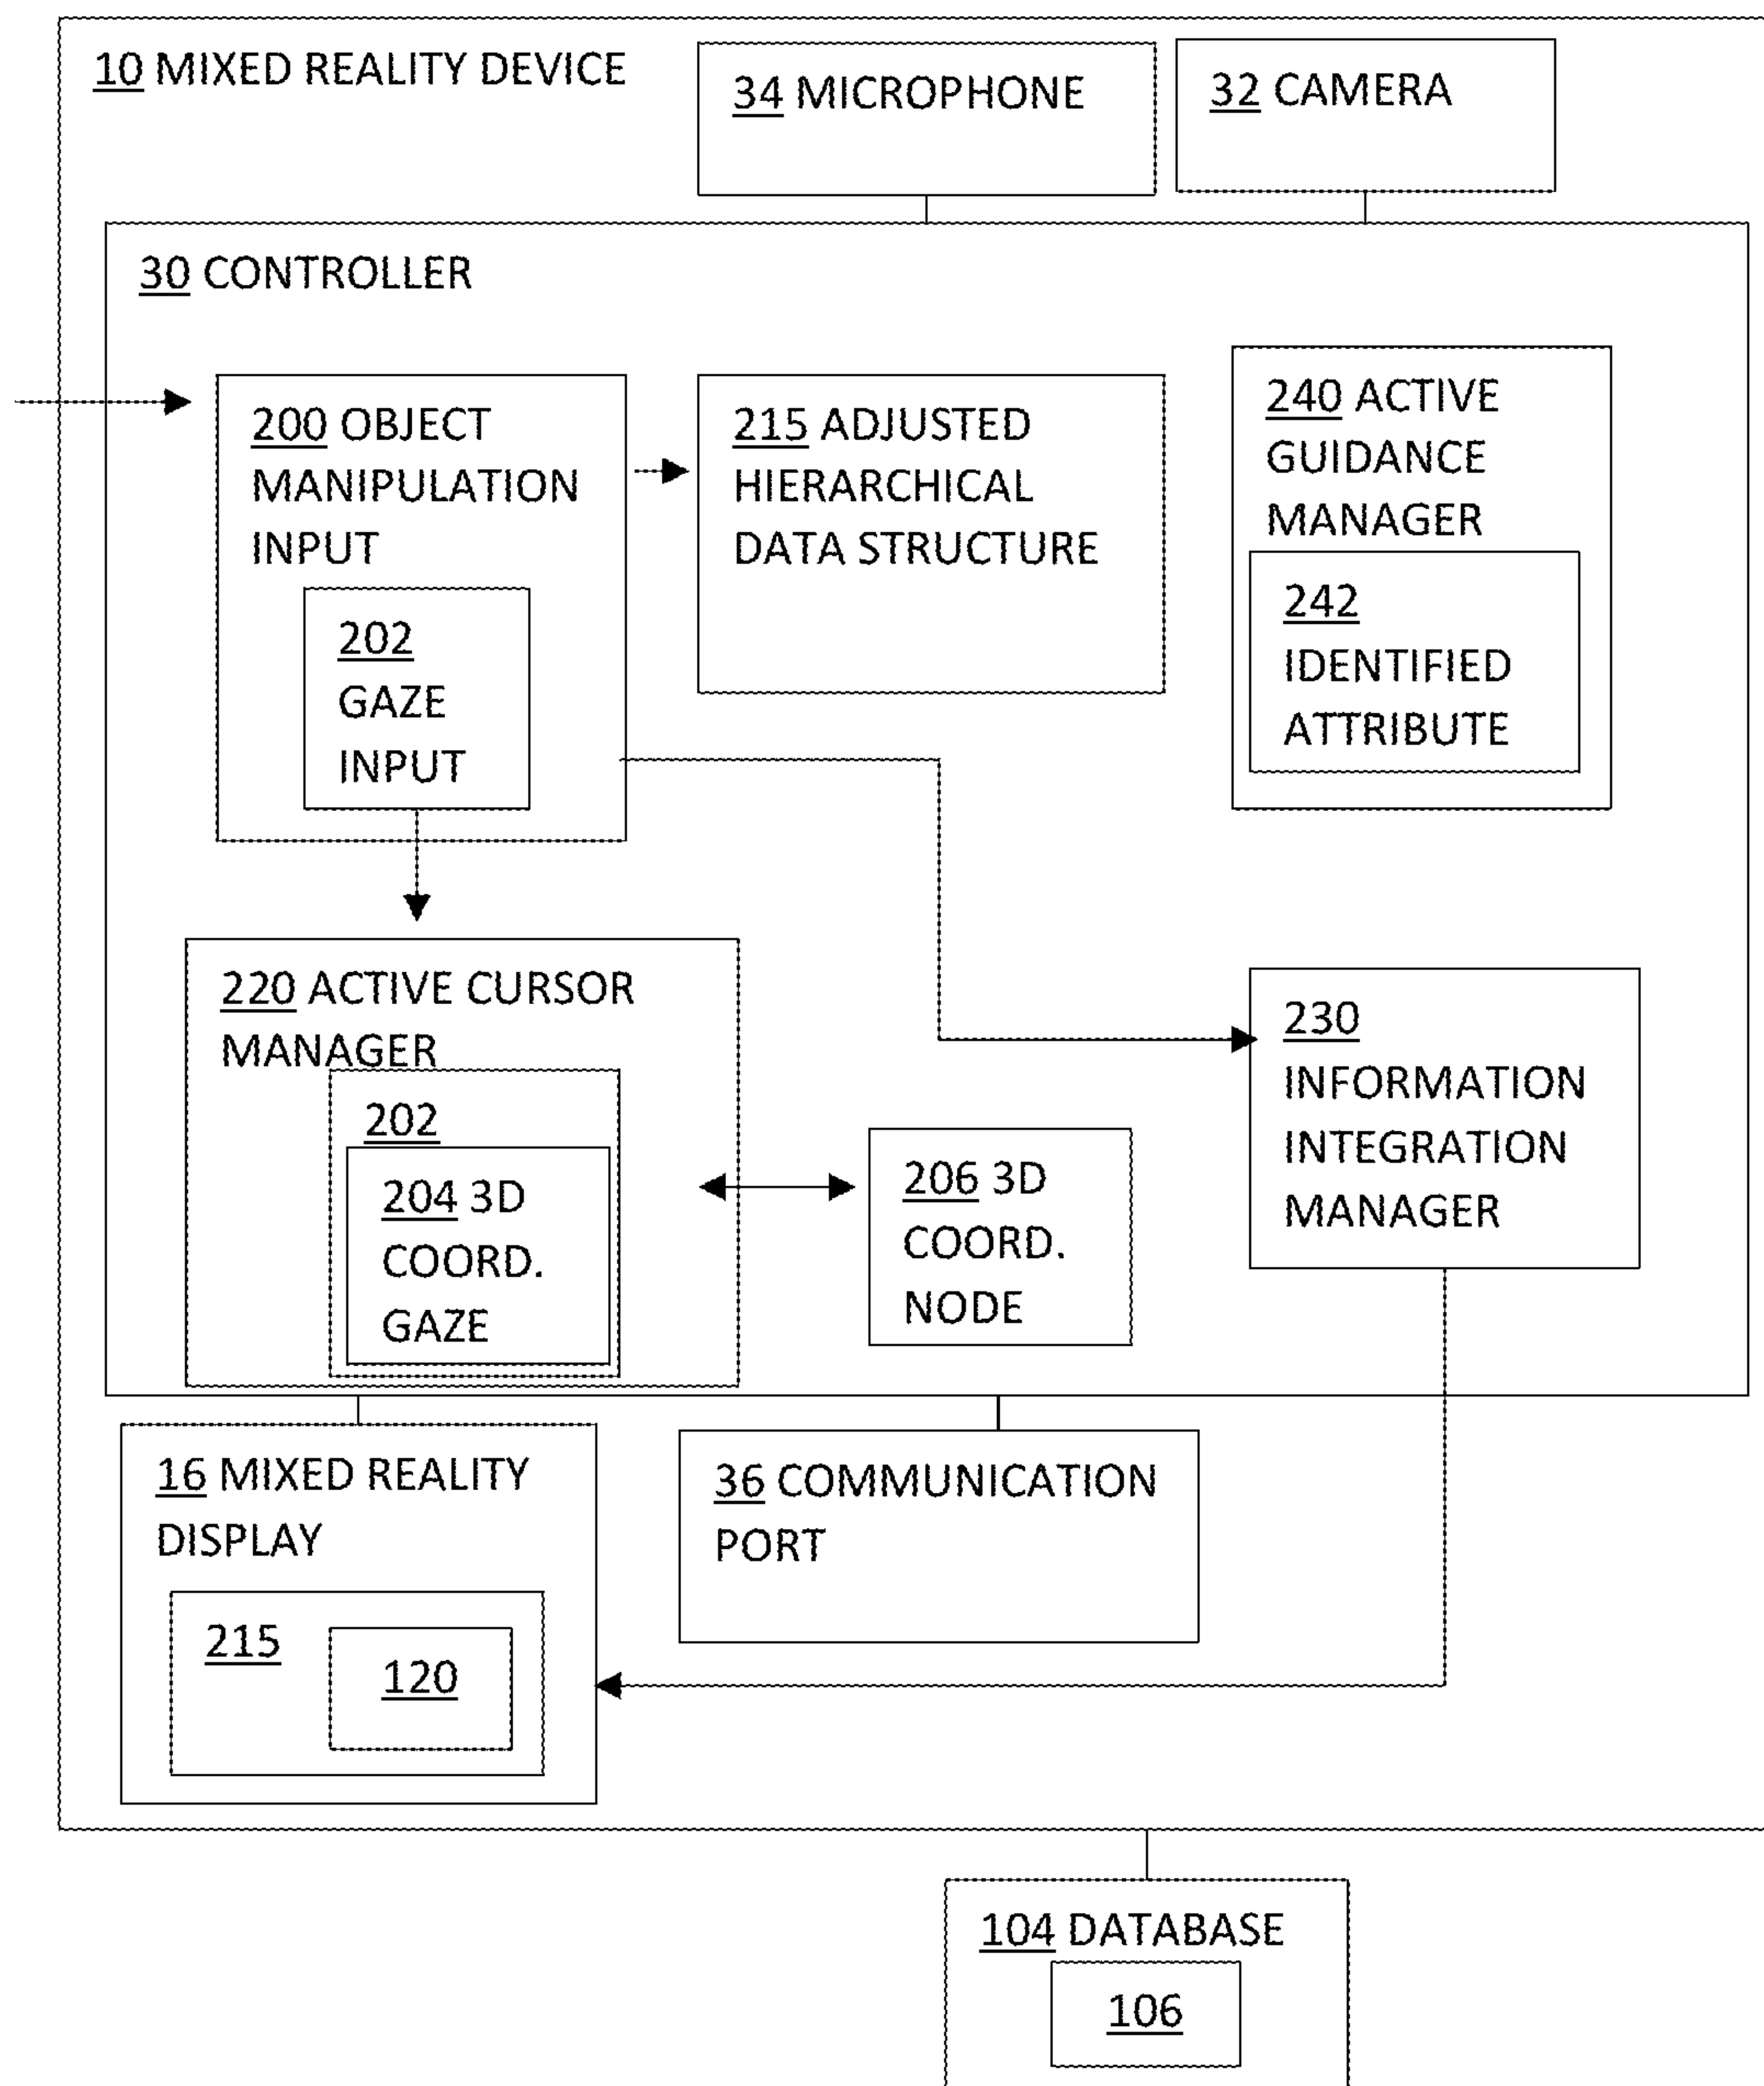 10 MIXED REALITY DEVICE
34 MICROPHONE
32 CAMERA
30 CONTROLLER
200 OBJECT
MANIPULATION
INPUT
202
GAZE
INPUT
215 ADJUSTED
HIERARCHICAL
DATA STRUCTURE
240 ACTIVE
GUIDANCE
MANAGER
242
IDENTIFIED
ATTRIBUTE
220 ACTIVE CURSOR
MANAGER
202
204 3D
COORD.
GAZE
206 3D
COORD.
NODE
230
INFORMATION
INTEGRATION
MANAGER
16 MIXED REALITY
DISPLAY
215
120
36 COMMUNICATION
PORT
104 DATABASE
106